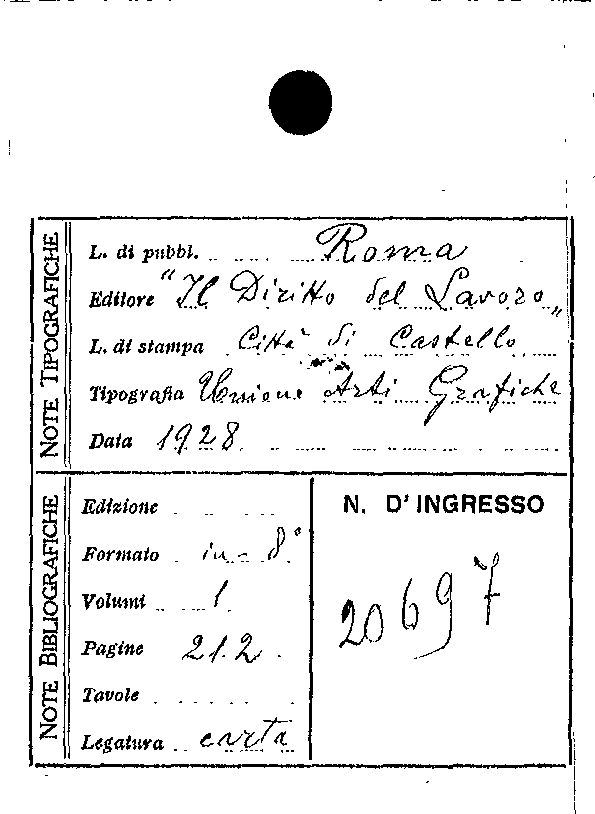 NOTE TIPOGRAFICHE
L. di pubbl. Roma
Editore "Il Diritto del Lavoro"
L. di stampa Città di Castello
Tipografia Unione Arti Grafiche
Data 1928
NOTE BIBLIOGRAFICHE
Edizione
Formato in-8°
Volumi 1
Pagine 212
Tavole
Legatura carta
N. D'INGRESSO
20697